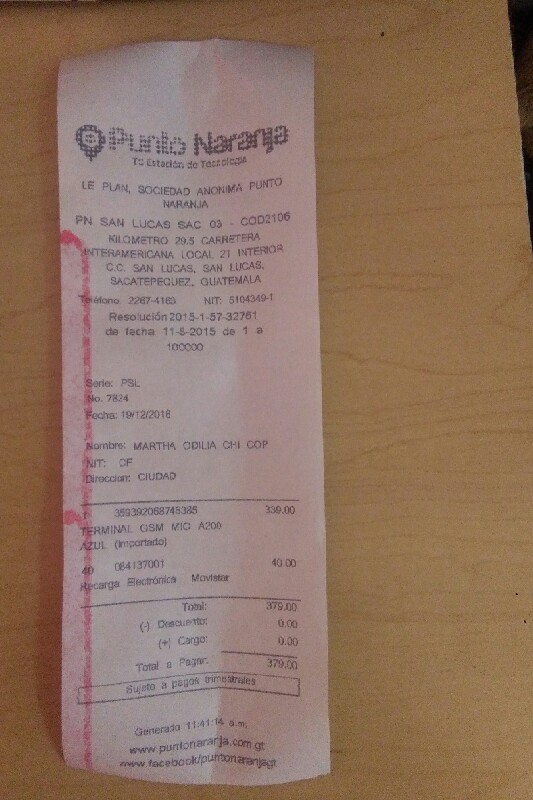 Punto Naranja
Tu Estación de Tecnología
LE PLAN, SOCIEDAD ANONIMA PUNTO
NARANJA
PN SAN LUCAS SAC 03 - COD2106
KILOMETRO 29.5 CARRETERA
INTERAMERICANA LOCAL 21 INTERIOR
C.C. SAN LUCAS, SAN LUCAS,
SACATEPEQUEZ, GUATEMALA
Teléfono: 2267-4163 NIT: 5104349-1
Resolución 2015-1-57-32761
de fecha 11-8-2015 de 1 a
100000
Serie: PSL
No. 7824
Fecha: 19/12/2016
Nombre: MARTHA ODILIA CHI COP
NIT: CF
Direccion: CIUDAD
1 359392068745385 339.00
TERMINAL GSM MIC A200
AZUL (Importado)
40 084137001 40.00
Recarga Electrónica Movistar
Total: 379.00
(-) Descuento: 0.00
(+) Cargo: 0.00
Total a Pagar: 379.00
Sujeto a pagos trimestrales
Generado 11:41:14 a.m.
www.puntonaranja.com.gt
www.facebook/puntonaranjagt